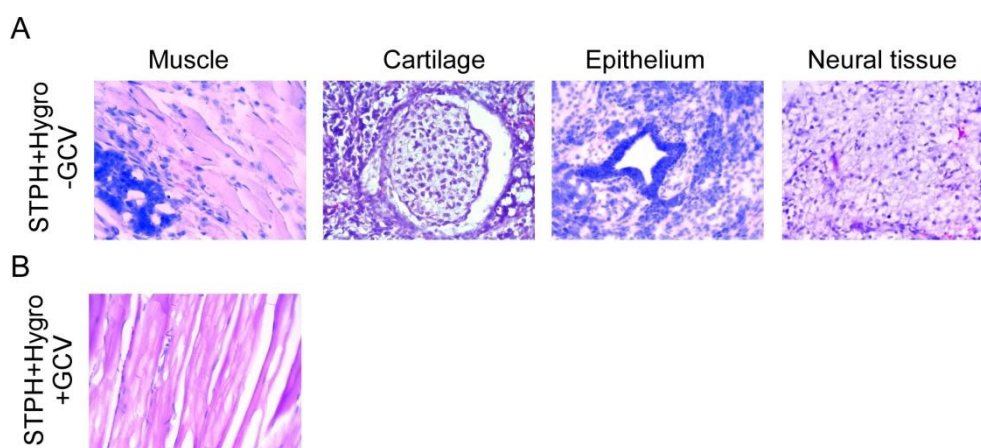 A
Muscle Cartilage Epithelium Neural tissue
STPH+Hygro
-GCV
B
STPH+Hygro
+GCV